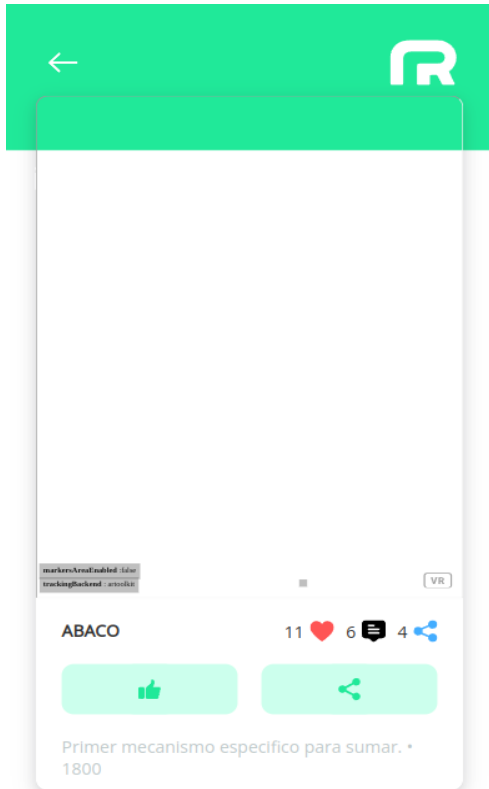 markersAreaEnabled :false
trackingBackend : artoolkit
VR
ABACO
11 6 4
Primer mecanismo especifico para sumar. •
1800